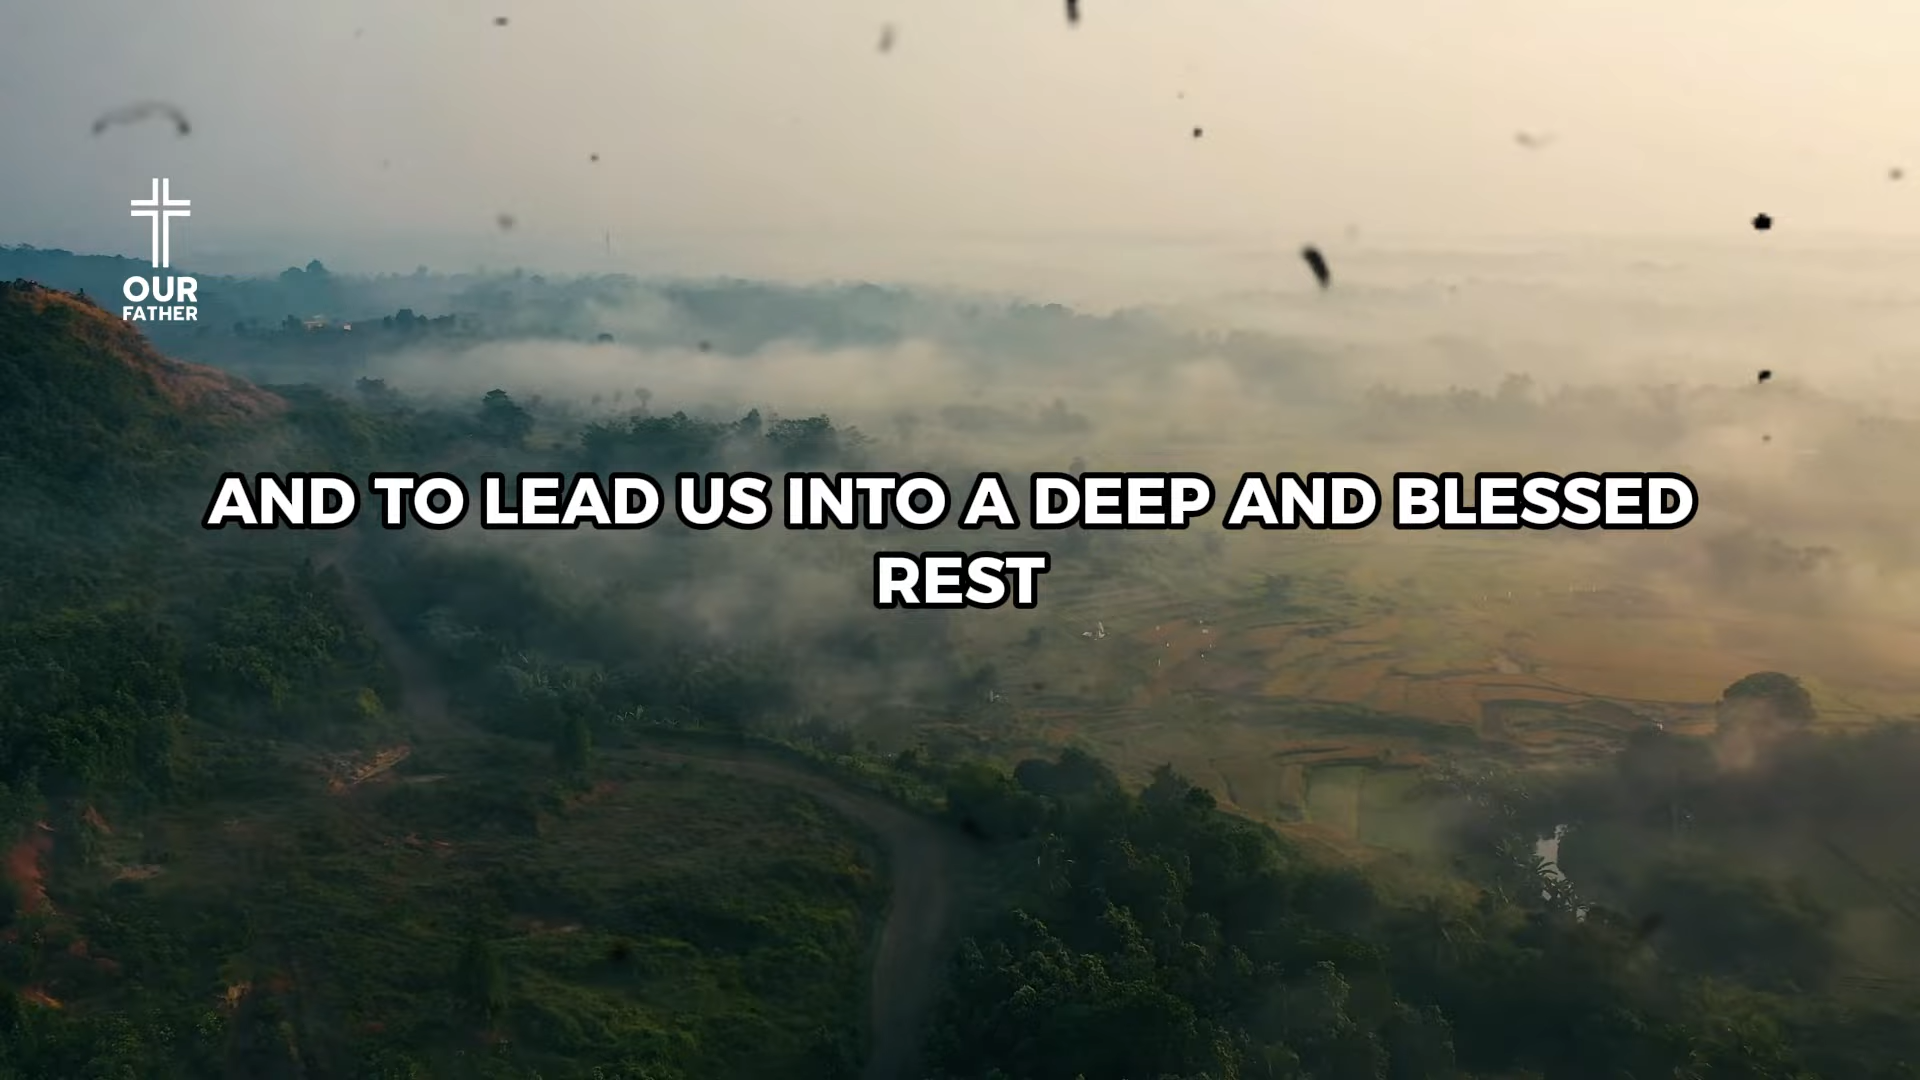 OUR
FATHER
AND TO LEAD US INTO A DEEP AND BLESSED
REST